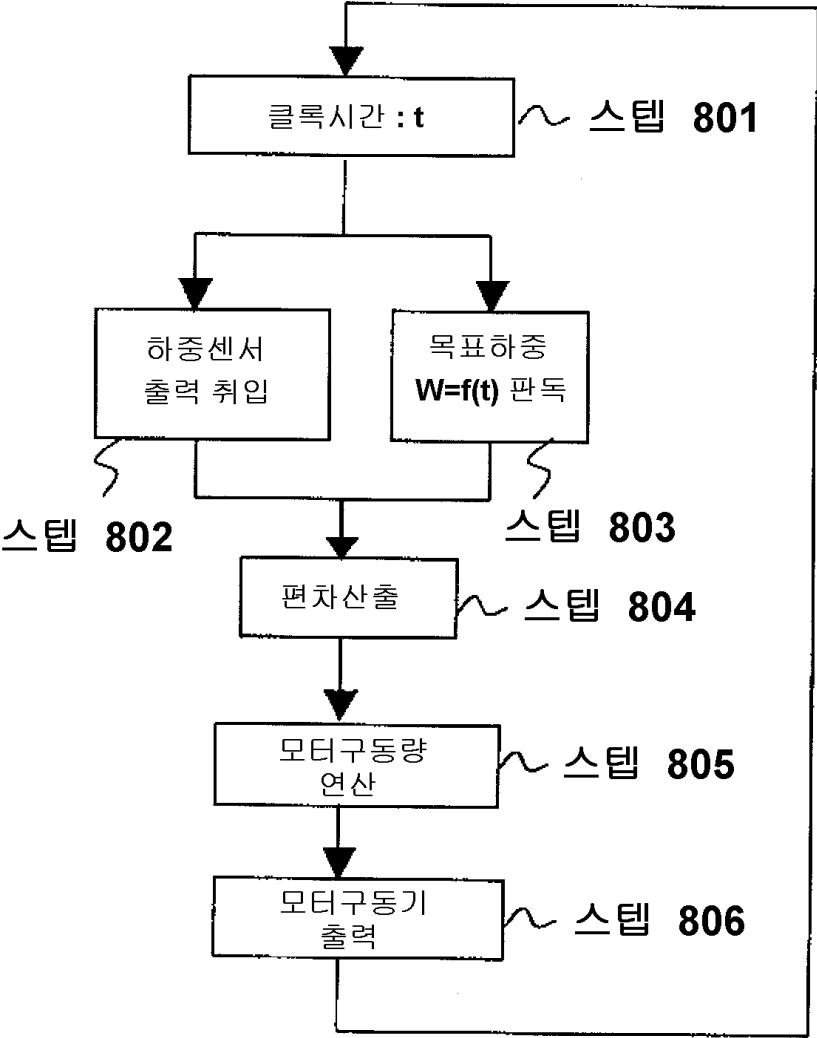 클록시간 : t
스텝 801
하중센서
출력 취입
목표하중
W=f(t) 판독
스텝 802
스텝 803
편차산출
스텝 804
모터구동량
연산
스텝 805
모터구동기
출력
스텝 806